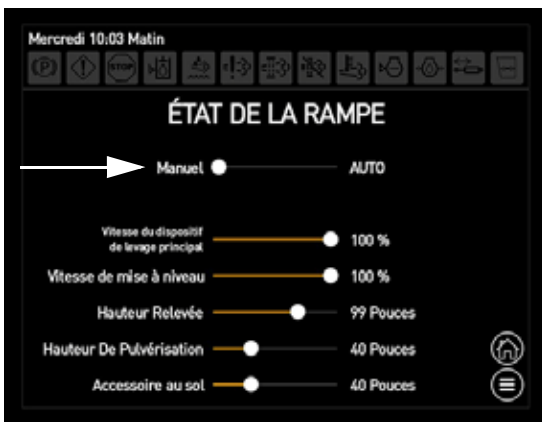 Mercredi 10:03 Matin
(P) STOP
ÉTAT DE LA RAMPE
Manuel AUTO
Vitesse du dispositif
de levage principal 100 %
Vitesse de mise à niveau 100 %
Hauteur Relevée 99 Pouces
Hauteur De Pulvérisation 40 Pouces
Accessoire au sol 40 Pouces